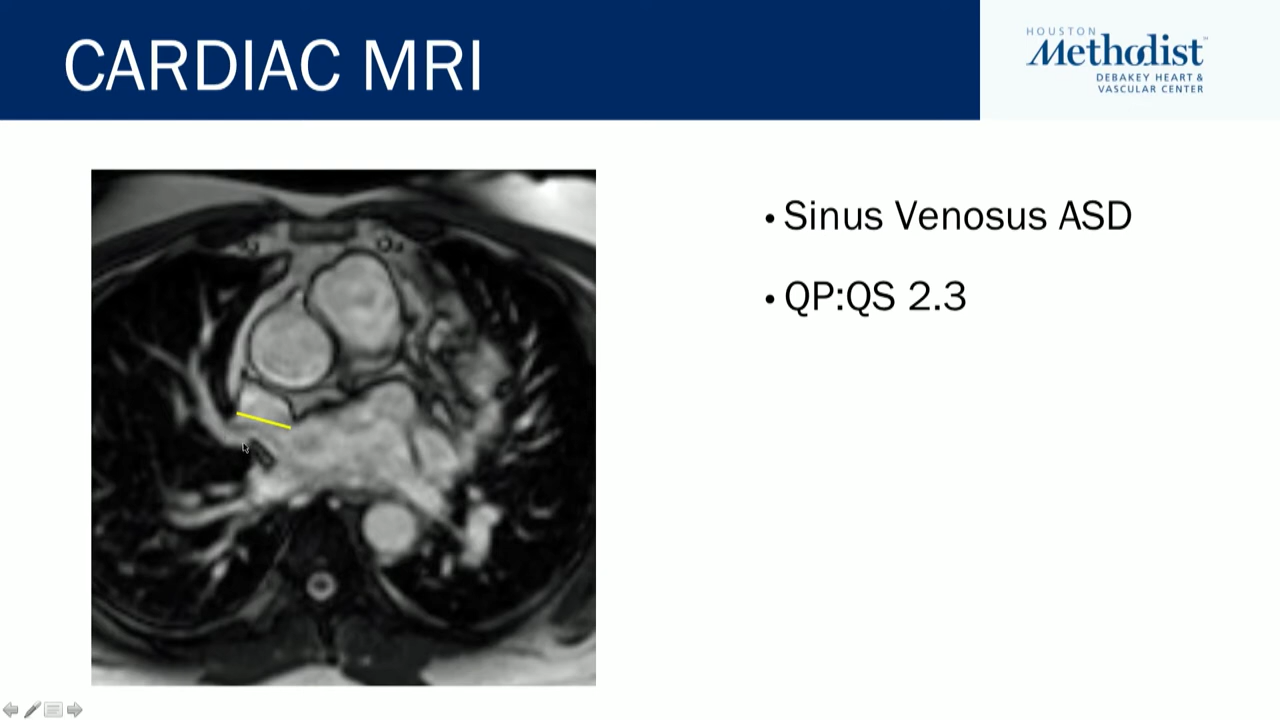 CARDIAC MRI
HOUSTON
Methodist
DEBAKEY HEART &
VASCULAR CENTER
• Sinus Venosus ASD
• QP:QS 2.3